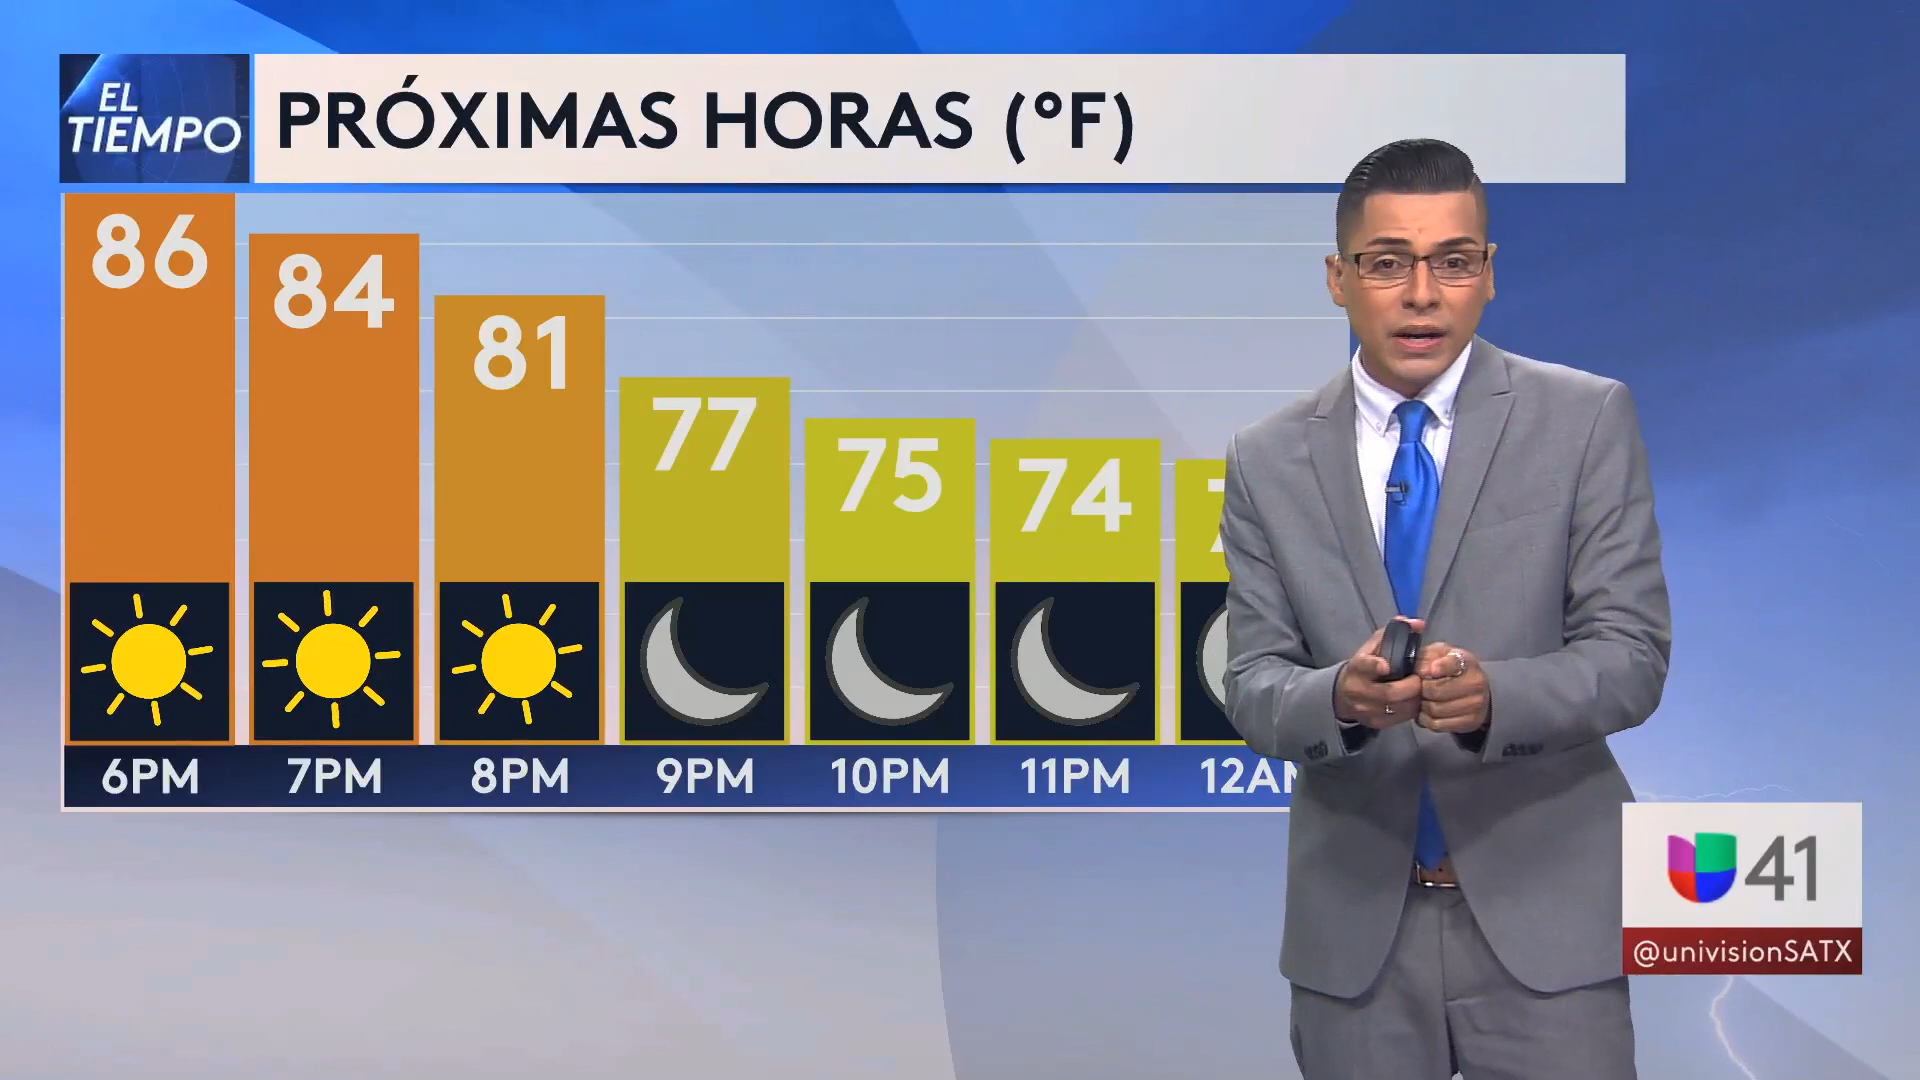 EL
TIEMPO
PRÓXIMAS HORAS (°F)
86
84
81
77
75
74
6PM
7PM
8PM
9PM
10PM
11PM
41
@univisionSATX